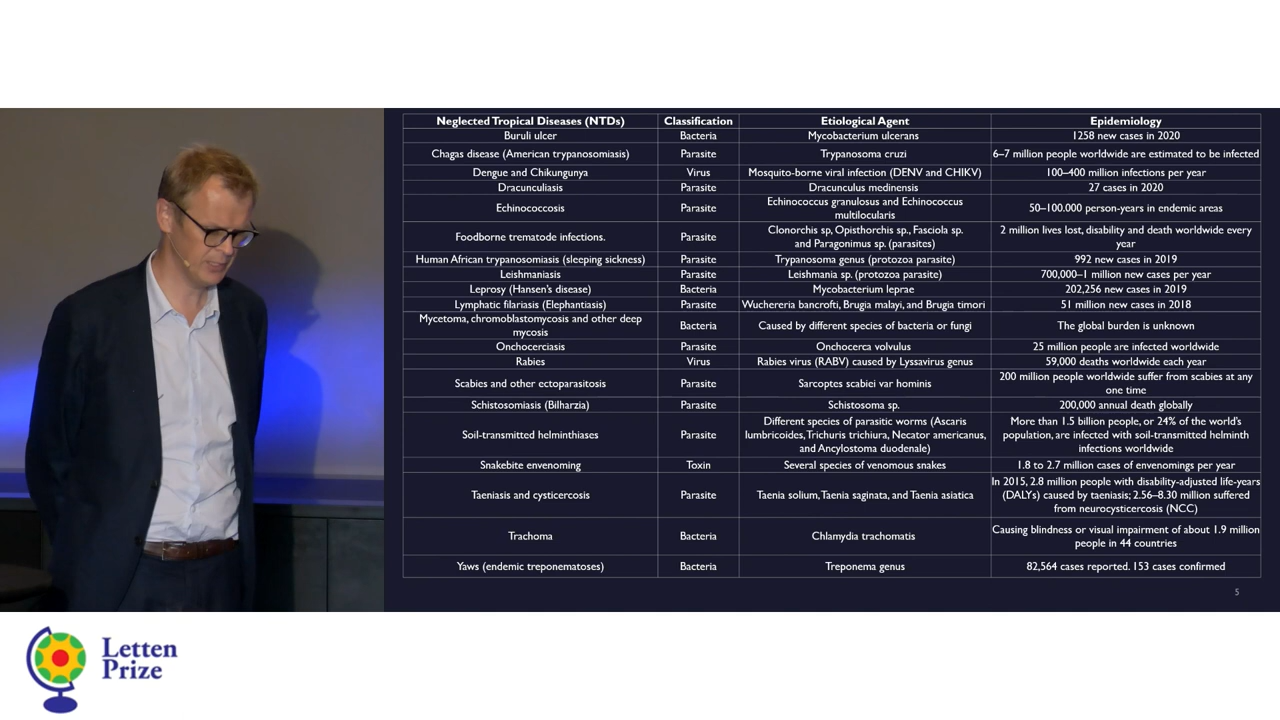 Neglected Tropical Diseases (NTDs) Classification Etiological Agent Epidemiology
Buruli ulcer Bacteria Mycobacterium ulcerans 1258 new cases in 2020
Chagas disease (American trypanosomiasis) Parasite Trypanosoma cruzi 6–7 million people worldwide are estimated to be infected
Dengue and Chikungunya Virus Mosquito-borne viral infection (DENV and CHIKV) 100–400 million infections per year
Dracunculiasis Parasite Dracunculus medinensis 27 cases in 2020
Echinococcosis Parasite Echinococcus granulosus and Echinococcus
multilocularis 50–100.000 person-years in endemic areas
Foodborne trematode infections. Parasite Clonorchis sp, Opisthorchis sp., Fasciola sp.
and Paragonimus sp. (parasites) 2 million lives lost, disability and death worldwide every
year
Human African trypanosomiasis (sleeping sickness) Parasite Trypanosoma genus (protozoa parasite) 992 new cases in 2019
Leishmaniasis Parasite Leishmania sp. (protozoa parasite) 700,000–1 million new cases per year
Leprosy (Hansen's disease) Bacteria Mycobacterium leprae 202,256 new cases in 2019
Lymphatic filariasis (Elephantiasis) Parasite Wuchereria bancrofti, Brugia malayi, and Brugia timori 51 million new cases in 2018
Mycetoma, chromoblastomycosis and other deep
mycosis Bacteria Caused by different species of bacteria or fungi The global burden is unknown
Onchocerciasis Parasite Onchocerca volvulus 25 million people are infected worldwide
Rabies Virus Rabies virus (RABV) caused by Lyssavirus genus 59,000 deaths worldwide each year
Scabies and other ectoparasitosis Parasite Sarcoptes scabiei var hominis 200 million people worldwide suffer from scabies at any
one time
Schistosomiasis (Bilharzia) Parasite Schistosoma sp. 200,000 annual death globally
Soil-transmitted helminthiases Parasite Different species of parasitic worms (Ascaris
lumbricoides, Trichuris trichiura, Necator americanus,
and Ancylostoma duodenale) More than 1.5 billion people, or 24% of the world's
population, are infected with soil-transmitted helminth
infections worldwide
Snakebite envenoming Toxin Several species of venomous snakes 1.8 to 2.7 million cases of envenomings per year
Taeniasis and cysticercosis Parasite Taenia solium, Taenia saginata, and Taenia asiatica In 2015, 2.8 million people with disability-adjusted life-years
(DALYs) caused by taeniasis; 2.56–8.30 million suffered
from neurocysticercosis (NCC)
Trachoma Bacteria Chlamydia trachomatis Causing blindness or visual impairment of about 1.9 million
people in 44 countries
Yaws (endemic treponematoses) Bacteria Treponema genus 82,564 cases reported. 153 cases confirmed
5
Letten
Prize